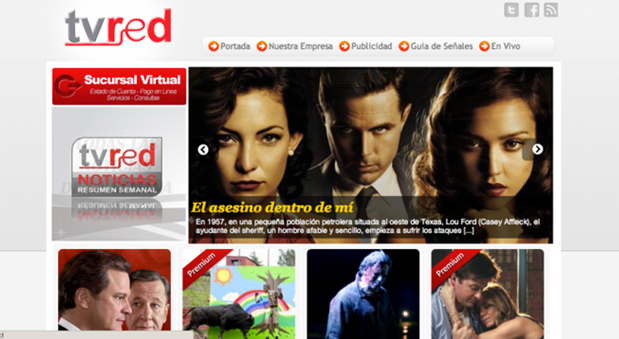 tvred
Portada Nuestra Empresa Publicidad Guia de Señales En Vivo
Sucursal Virtual
Estado de Cuenta - Pago en Linea
Servicios - Consultas
tvred
NOTICIAS
RESUMEN SEMANAL
El asesino dentro de mí
En 1957, en una pequeña población petrolera situada al oeste de Texas, Lou Ford (Casey Affleck), el
ayudante del sheriff, un hombre afable y sencillo, empieza a sufrir los ataques [...]
Premium
Premium